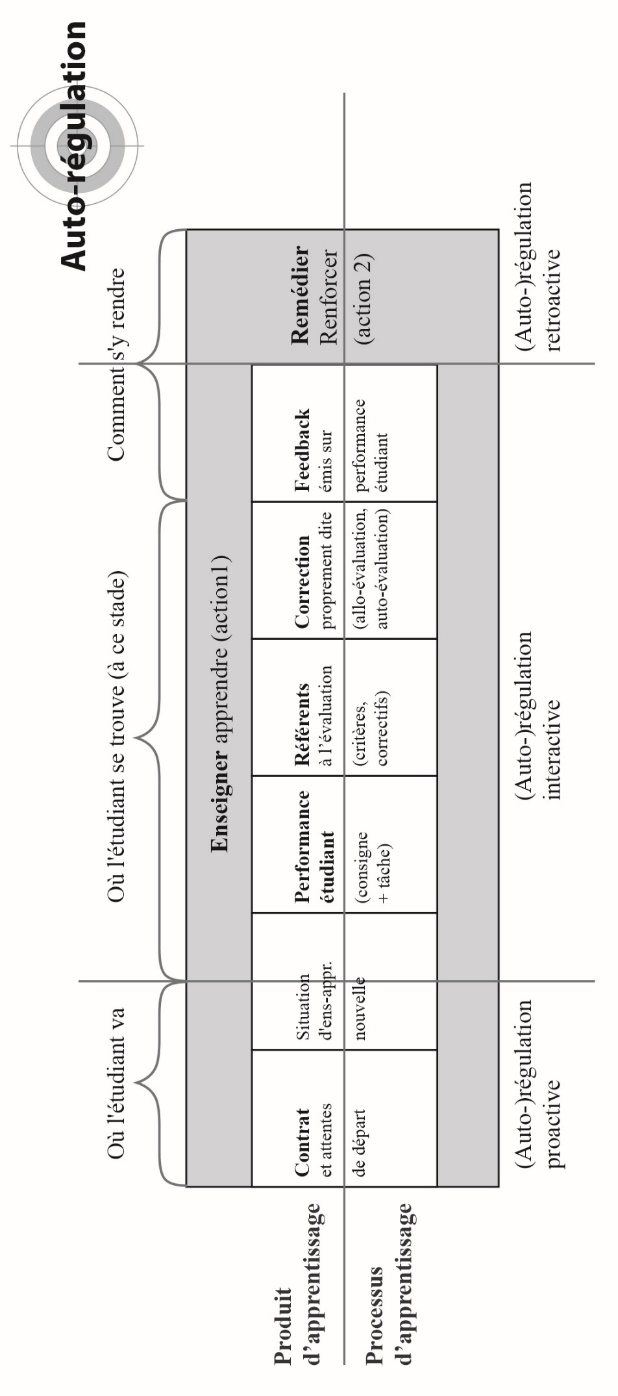 Auto-régulation
Où l'étudiant va
Où l'étudiant se trouve (à ce stade)
Comment s'y rendre
Enseigner apprendre (action1)
Produit
d'apprentissage
Processus
d'apprentissage
Contrat
et attentes
de départ
Situation
d'ens-appr.
nouvelle
Performance
étudiant
(consigne
+ tâche)
Référents
à l'évaluation
(critères,
correctifs)
Correction
proprement dite
(allo-évaluation,
auto-évaluation)
Feedback
émis sur
performance
étudiant
Remédier
Renforcer
(action 2)
(Auto-)régulation
proactive
(Auto-)régulation
interactive
(Auto-)régulation
retroactive